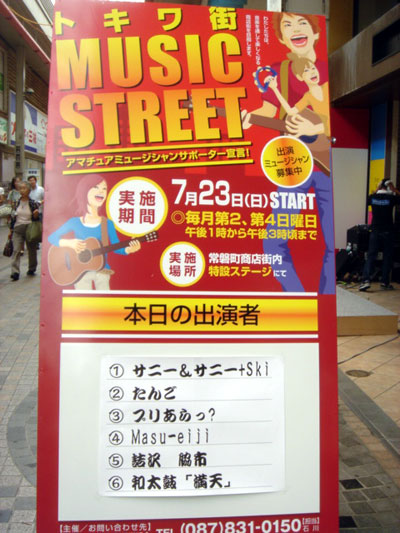 トキワ街
MUSIC
STREET
アマチュアミュージシャンサポーター宣言!
出演
ミュージシャン
募集中
実施
期間
7月23日(日)START
◎毎月第2、第4日曜日
午後1時から午後3時頃まで
実施
場所
常磐町商店街内
特設ステージにて
本日の出演者
① サニー&サニー+Ski
② たんご
③ ブリあらっ?
④ Masu-eiji
⑥ 和太鼓「満天」
【主催/お問い合わせ先】
TEL (087)831-0150
【担当】
石川